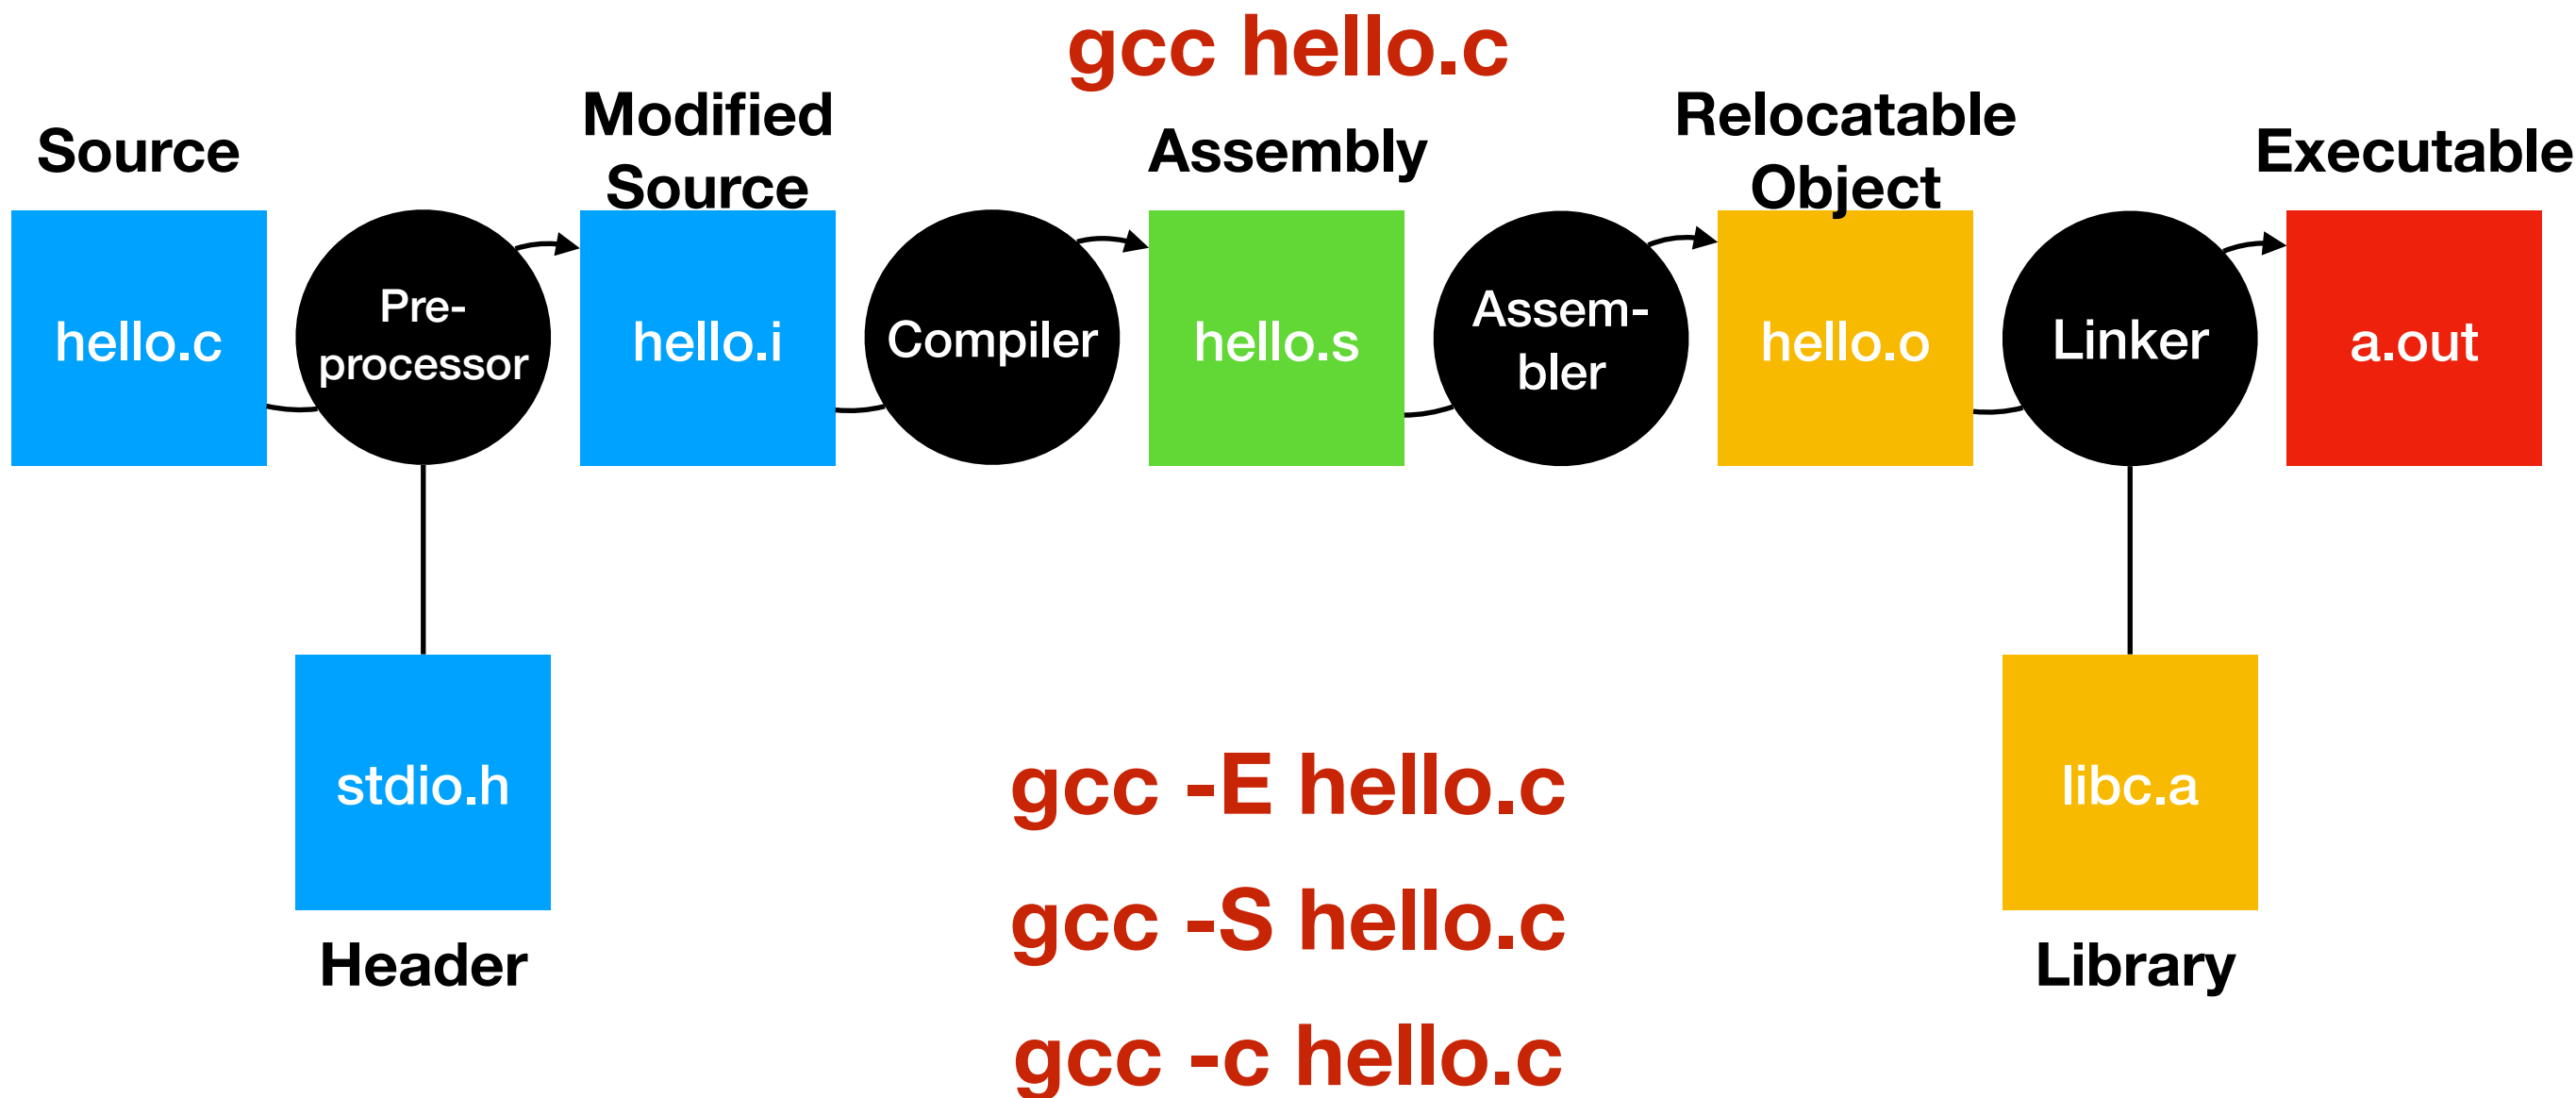 gcc hello.c
Source
Modified
Source
Assembly
Relocatable
Object
Executable
hello.c
Pre-
processor
hello.i
Compiler
hello.s
Assem-
bler
hello.o
Linker
a.out
stdio.h
Header
gcc -E hello.c
gcc -S hello.c
gcc -c hello.c
libc.a
Library